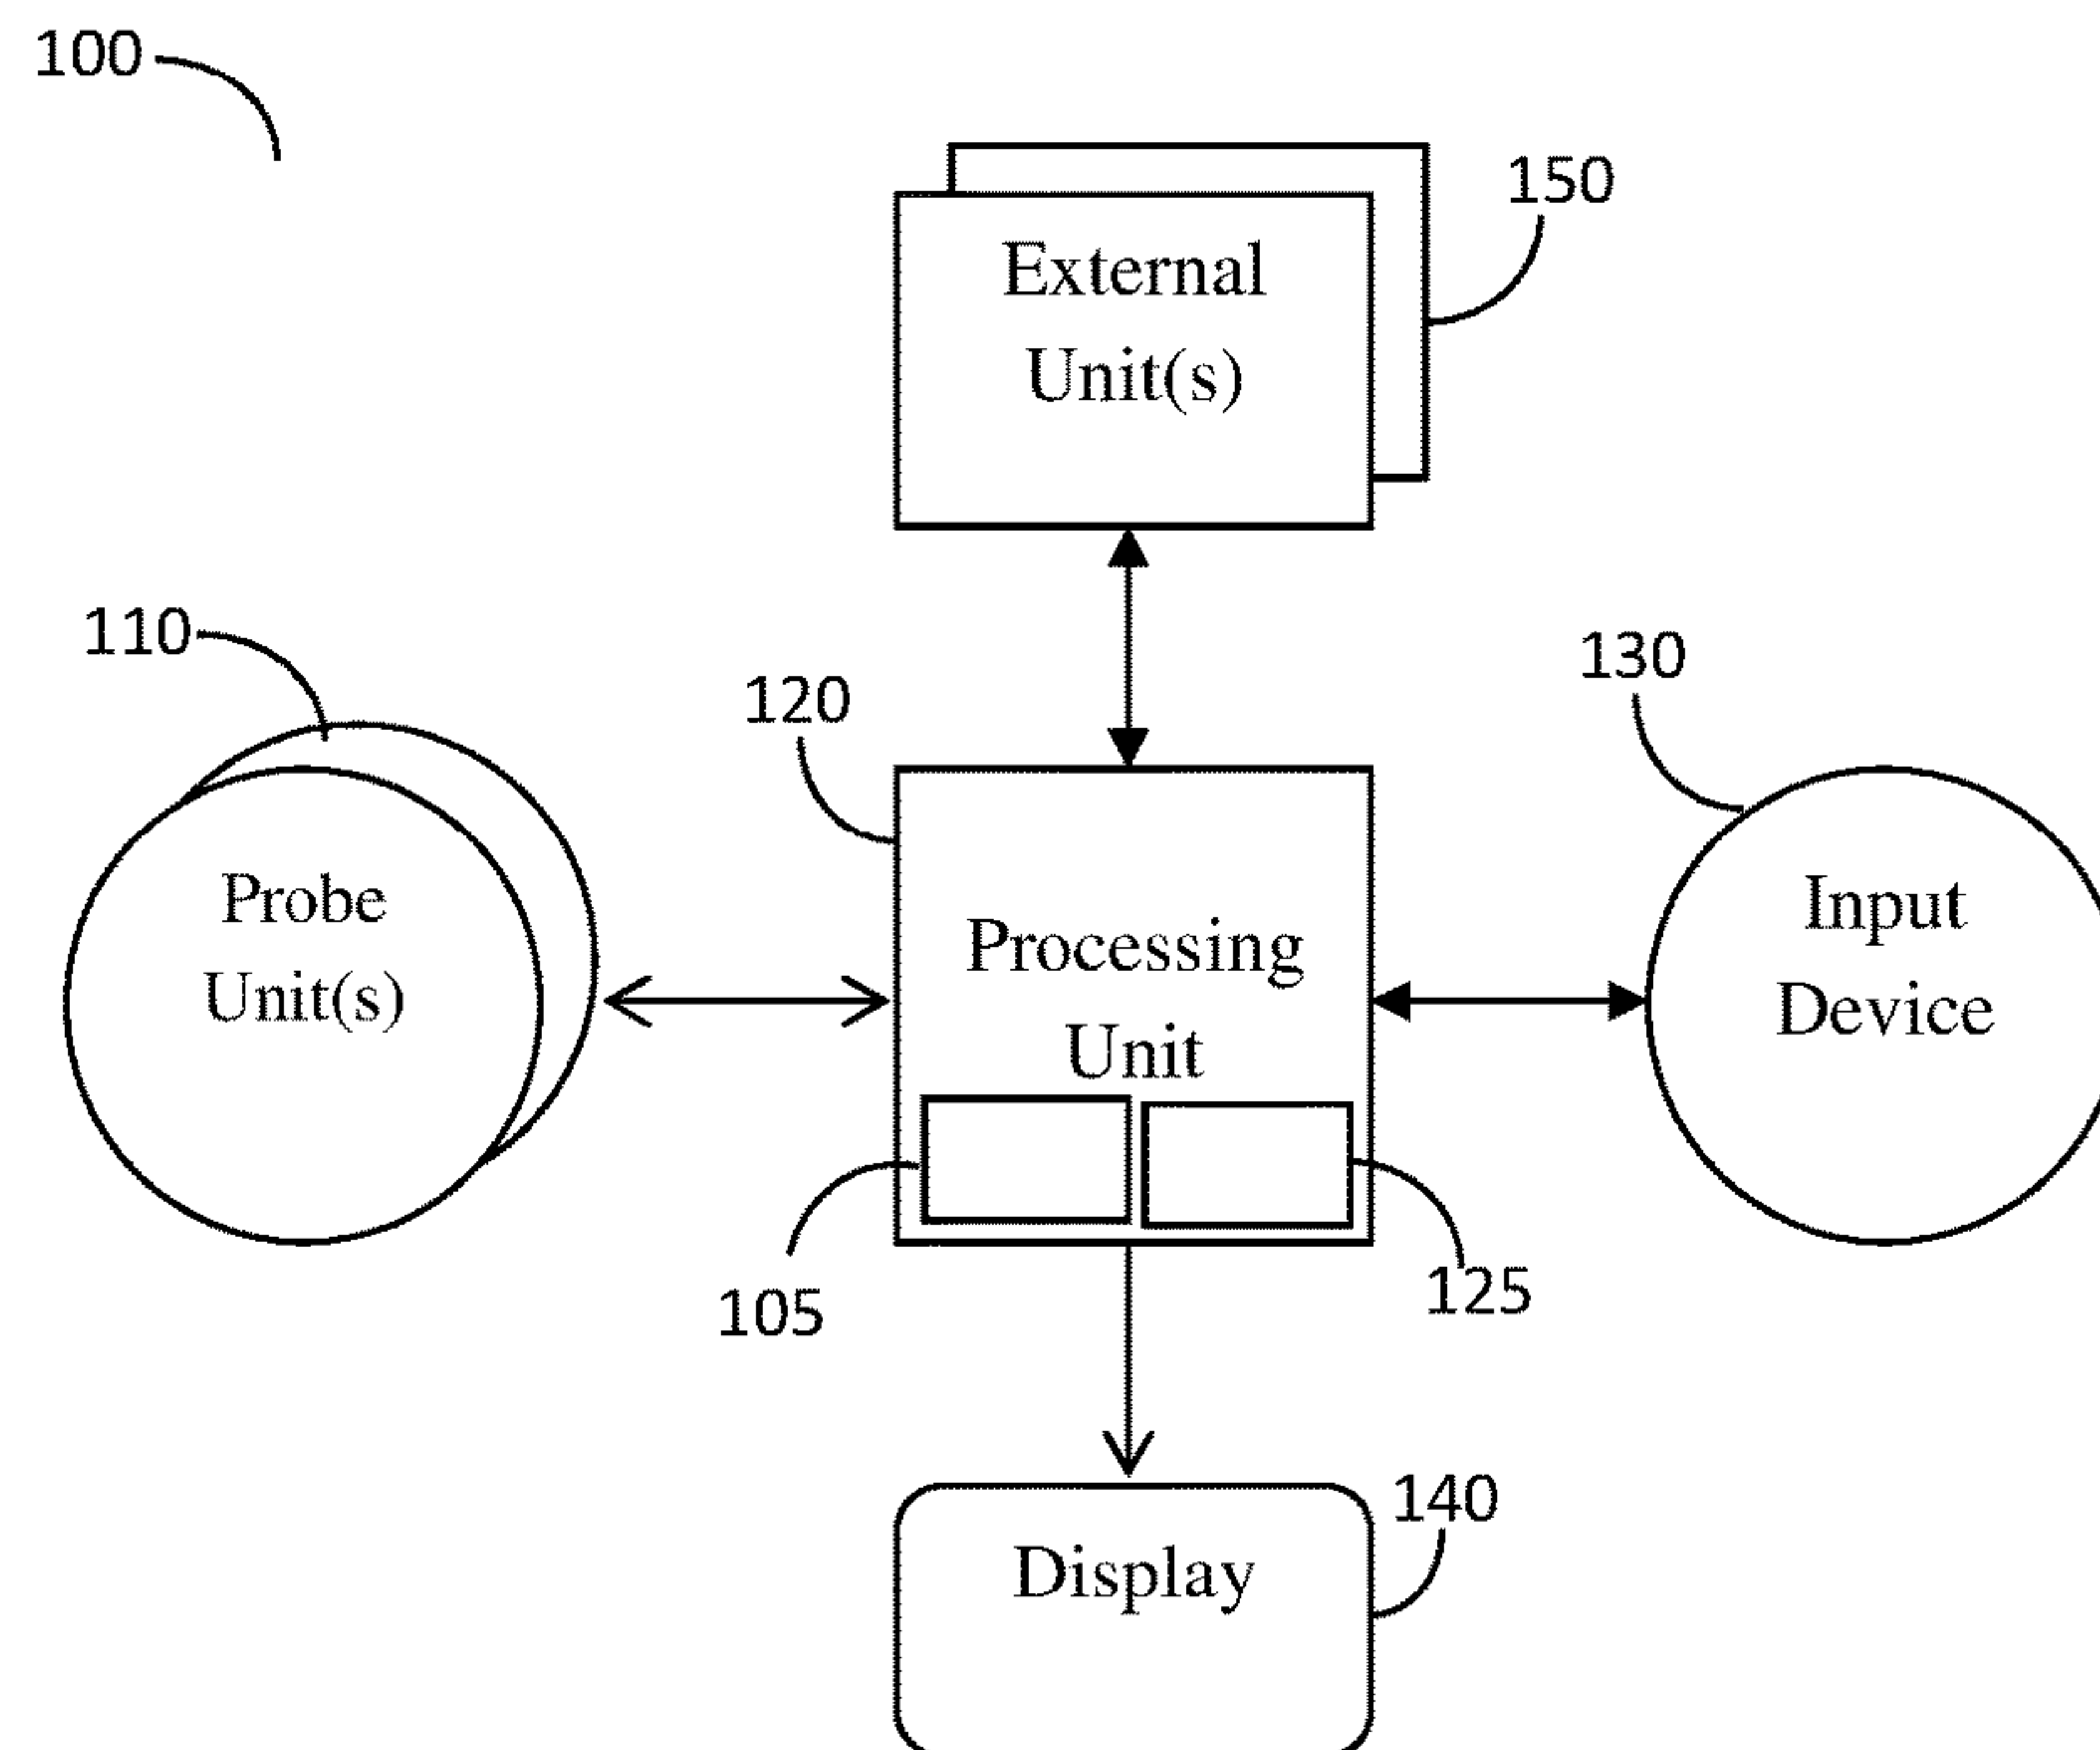 100
150
External
Unit(s)
110
120
130
Probe
Unit(s)
Processing
Unit
Input
Device
105
125
140
Display